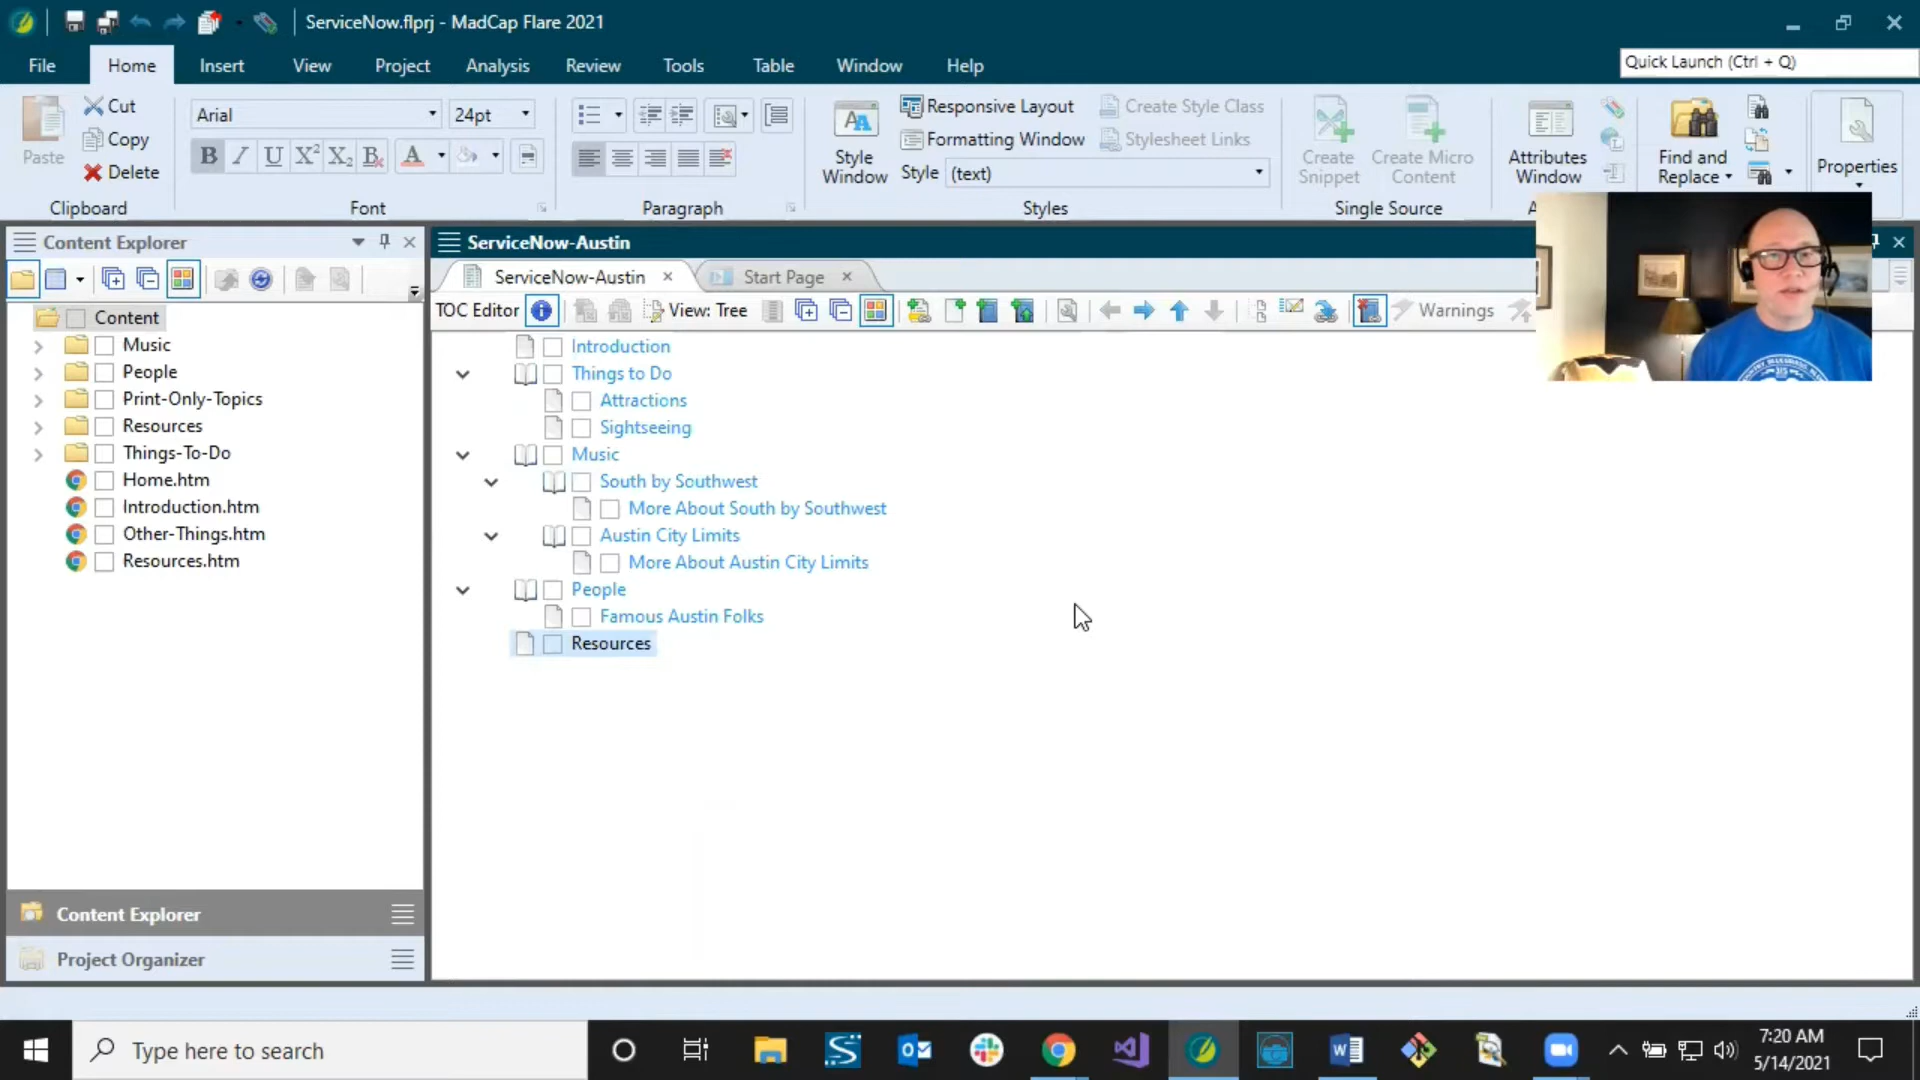 ServiceNow.flprj - MadCap Flare 2021
File Home Insert View Project Analysis Review Tools Table Window Help
Quick Launch (Ctrl + Q)
Paste
Cut
Copy
Delete
Clipboard
Arial 24pt
B I U X² X₂ B
Font
Paragraph
Style Window
Responsive Layout
Formatting Window
Style (text)
Create Style Class
Stylesheet Links
Styles
Create Snippet
Create Micro Content
Single Source
Attributes Window
Find and Replace
Properties
Content Explorer
ServiceNow-Austin
ServiceNow-Austin
Start Page
TOC Editor
View: Tree
Warnings
Content
Music
People
Print-Only-Topics
Resources
Things-To-Do
Home.htm
Introduction.htm
Other-Things.htm
Resources.htm
Introduction
Things to Do
Attractions
Sightseeing
Music
South by Southwest
More About South by Southwest
Austin City Limits
More About Austin City Limits
People
Famous Austin Folks
Resources
Content Explorer
Project Organizer
Type here to search
7:20 AM
5/14/2021